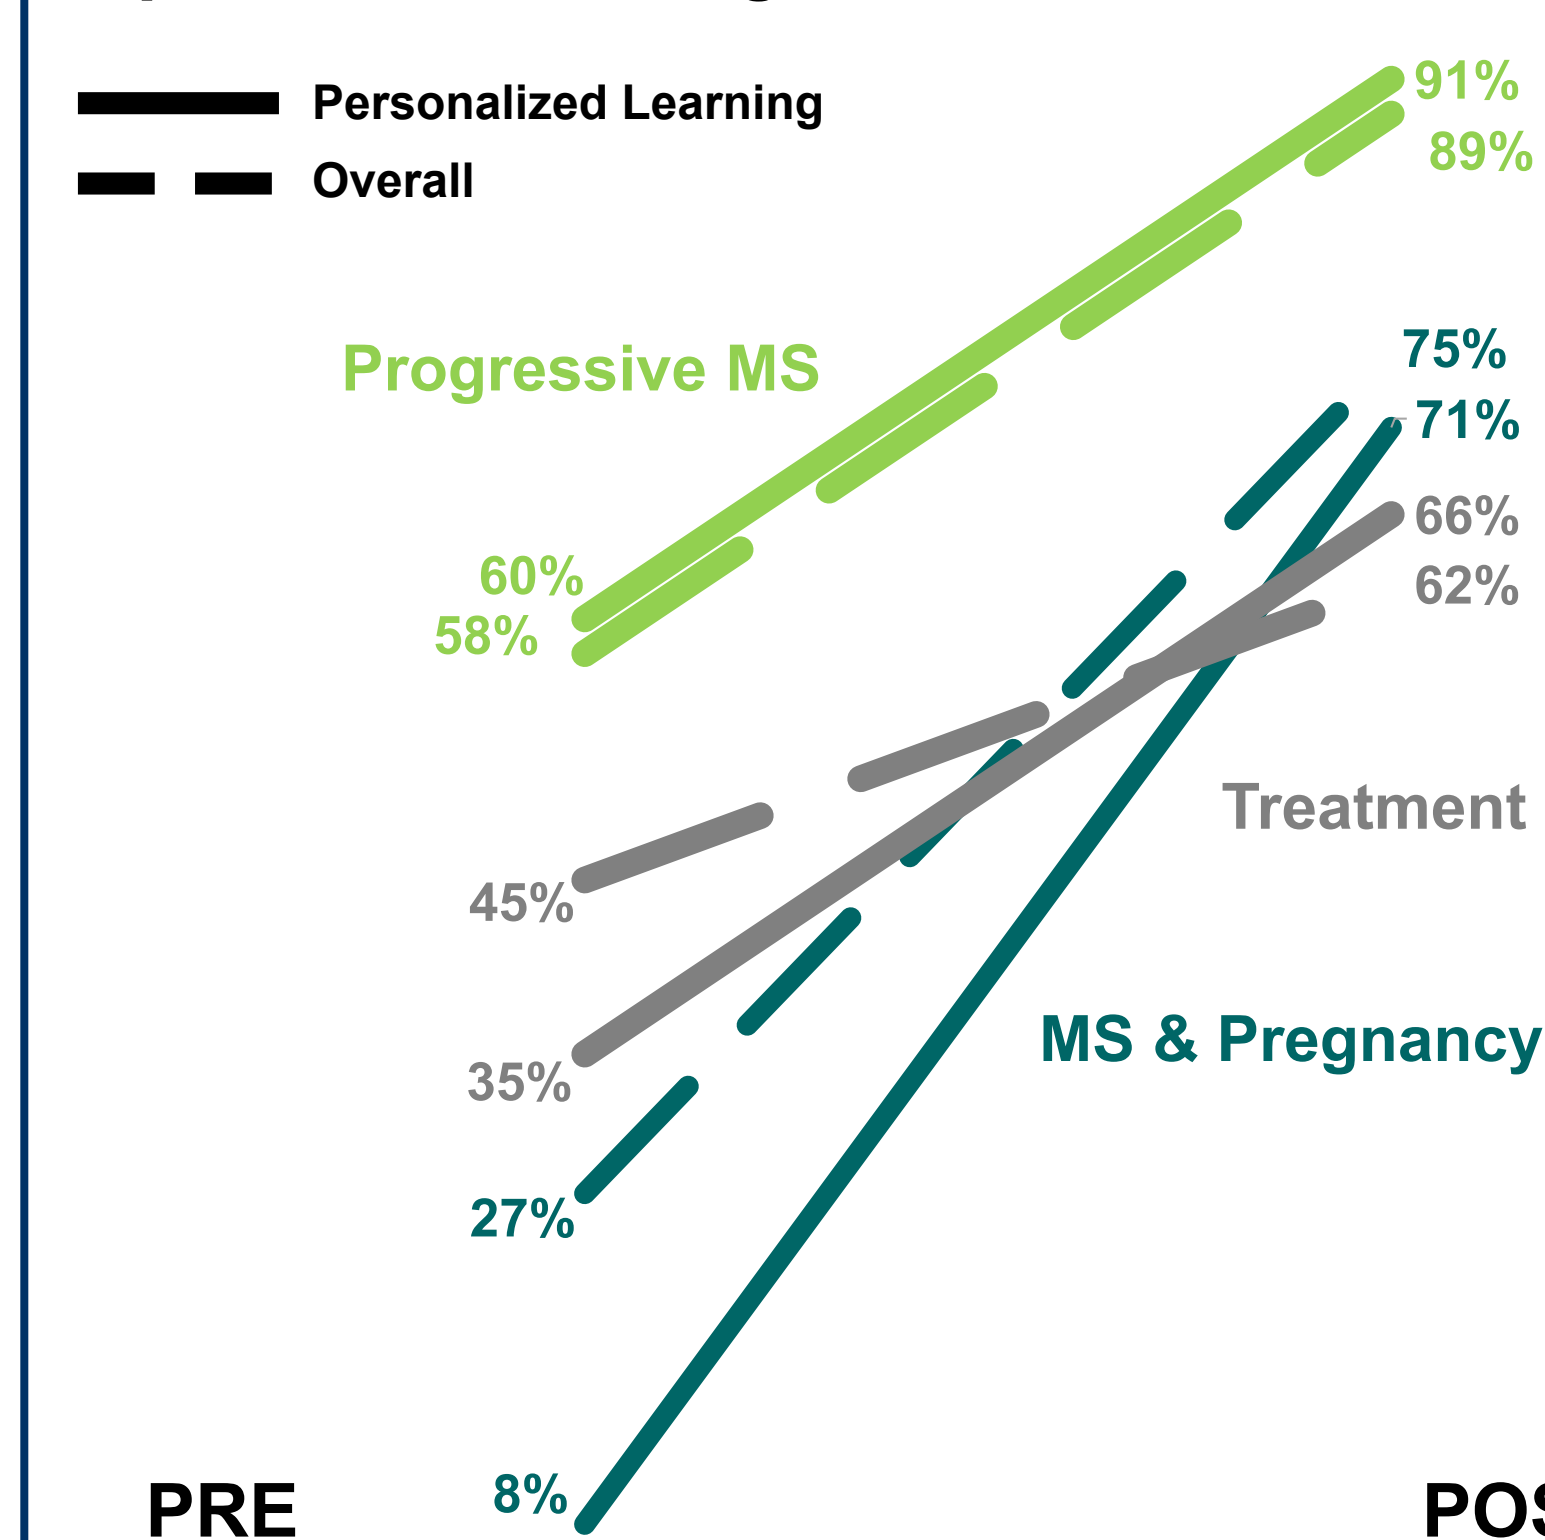 Personalized Learning
Overall
91%
89%
Progressive MS
75%
71%
60%
58%
66%
62%
Treatment
45%
35%
MS & Pregnancy
27%
8%
PRE